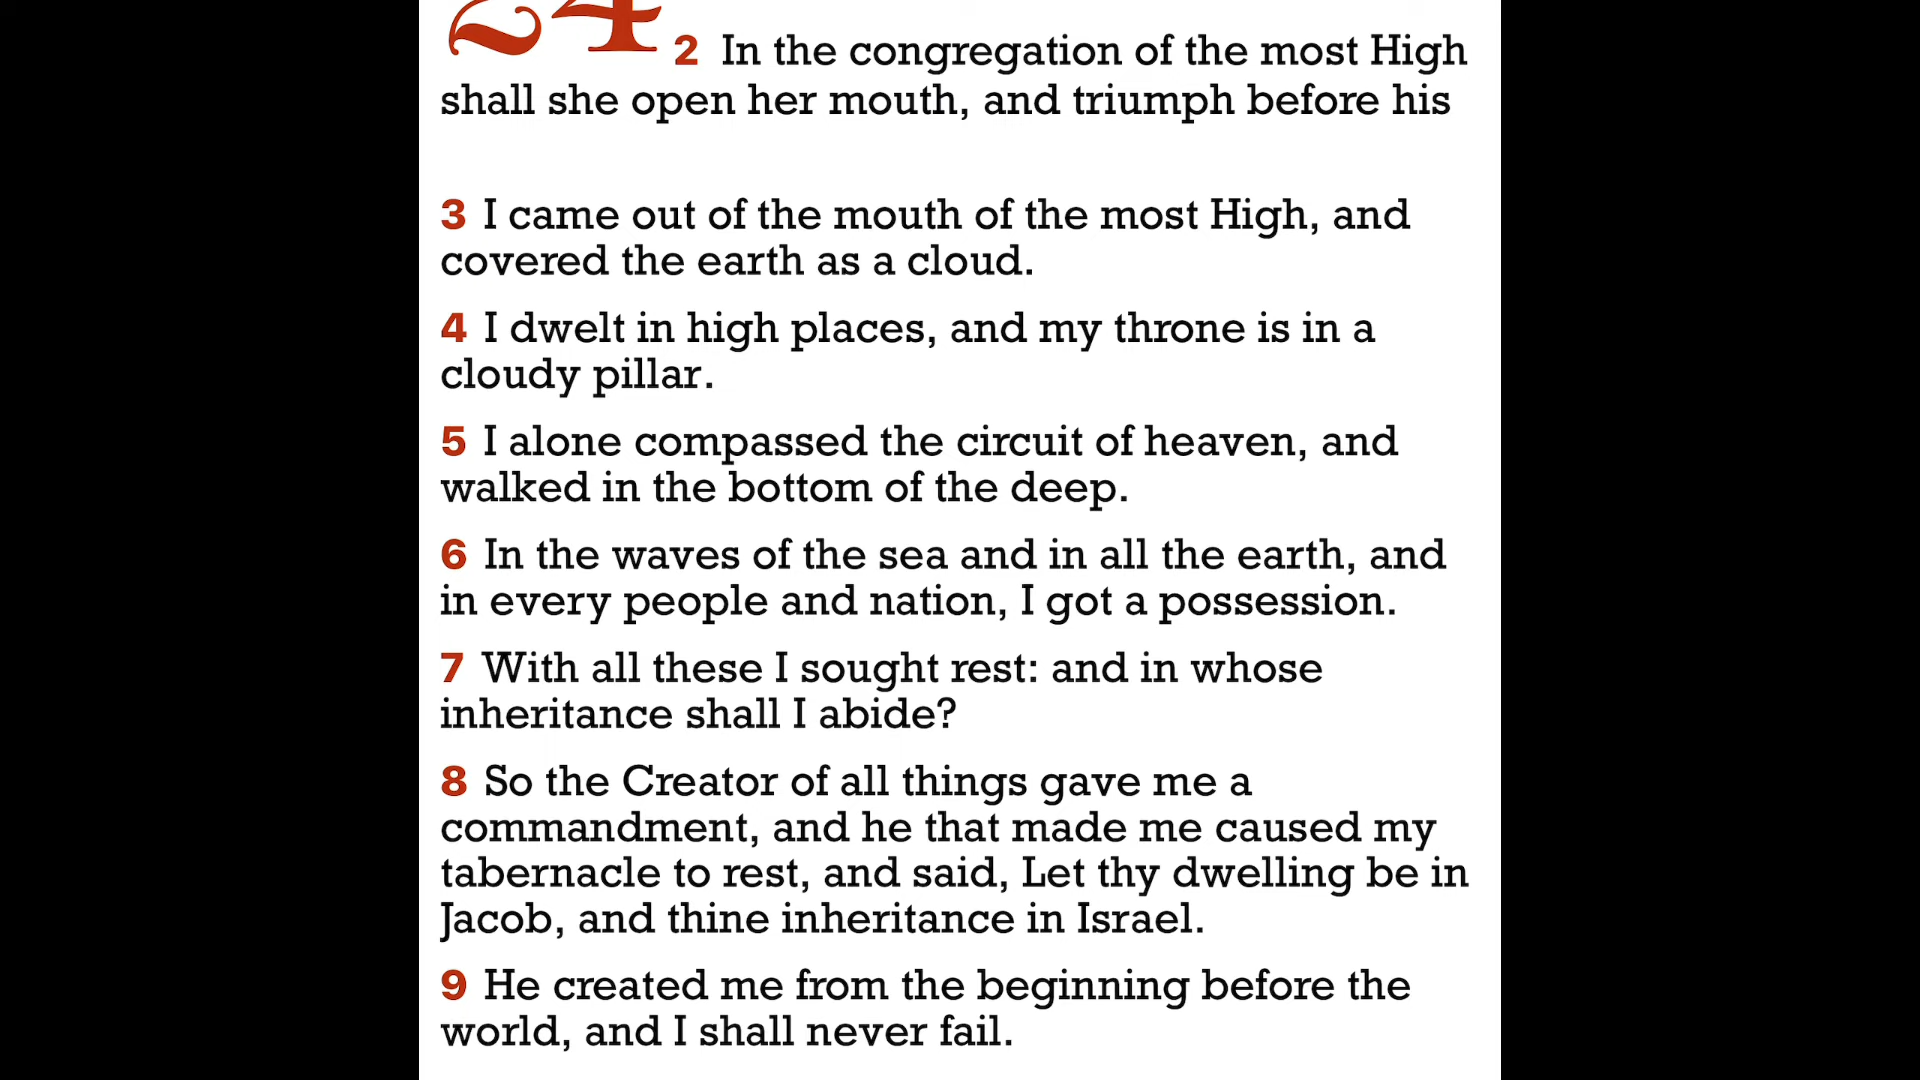 24
2 In the congregation of the most High
shall she open her mouth, and triumph before his
3 I came out of the mouth of the most High, and
covered the earth as a cloud.
4 I dwelt in high places, and my throne is in a
cloudy pillar.
5 I alone compassed the circuit of heaven, and
walked in the bottom of the deep.
6 In the waves of the sea and in all the earth, and
in every people and nation, I got a possession.
7 With all these I sought rest: and in whose
inheritance shall I abide?
8 So the Creator of all things gave me a
commandment, and he that made me caused my
tabernacle to rest, and said, Let thy dwelling be in
Jacob, and thine inheritance in Israel.
9 He created me from the beginning before the
world, and I shall never fail.